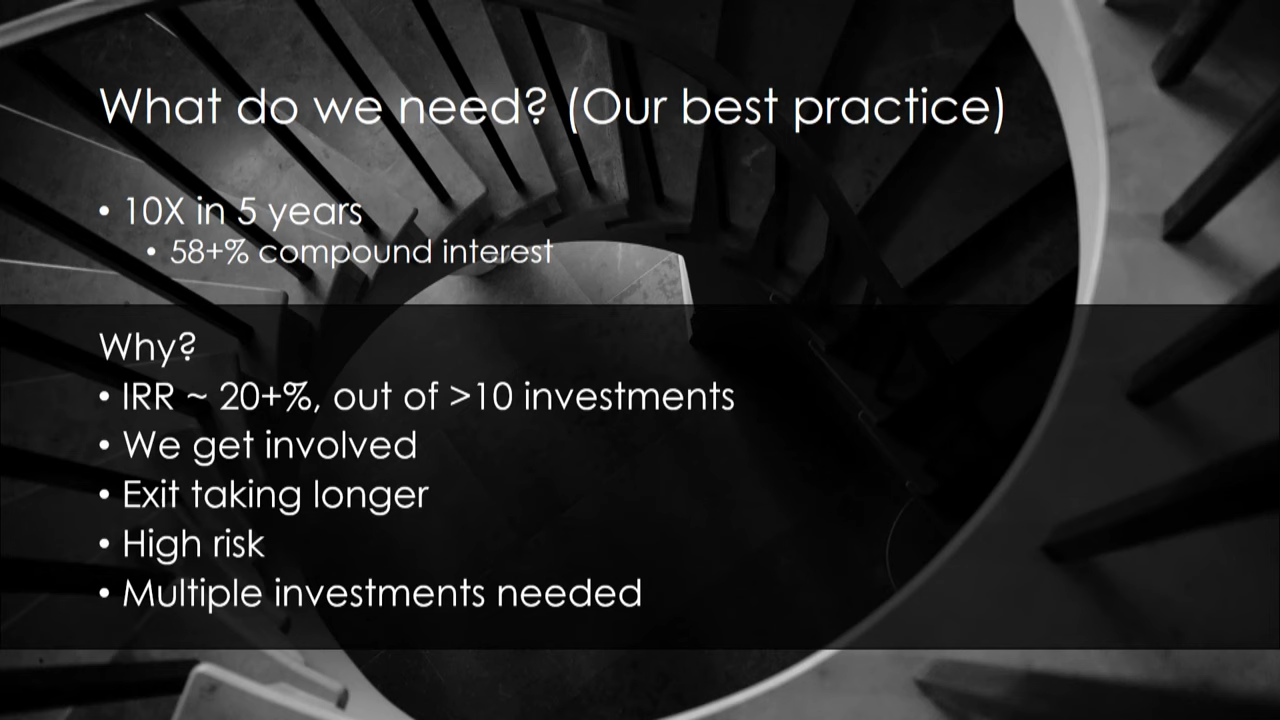 What do we need? (Our best practice)
• 10X in 5 years
• 58+% compound interest
Why?
• IRR ~ 20+%, out of >10 investments
• We get involved
• Exit taking longer
• High risk
• Multiple investments needed